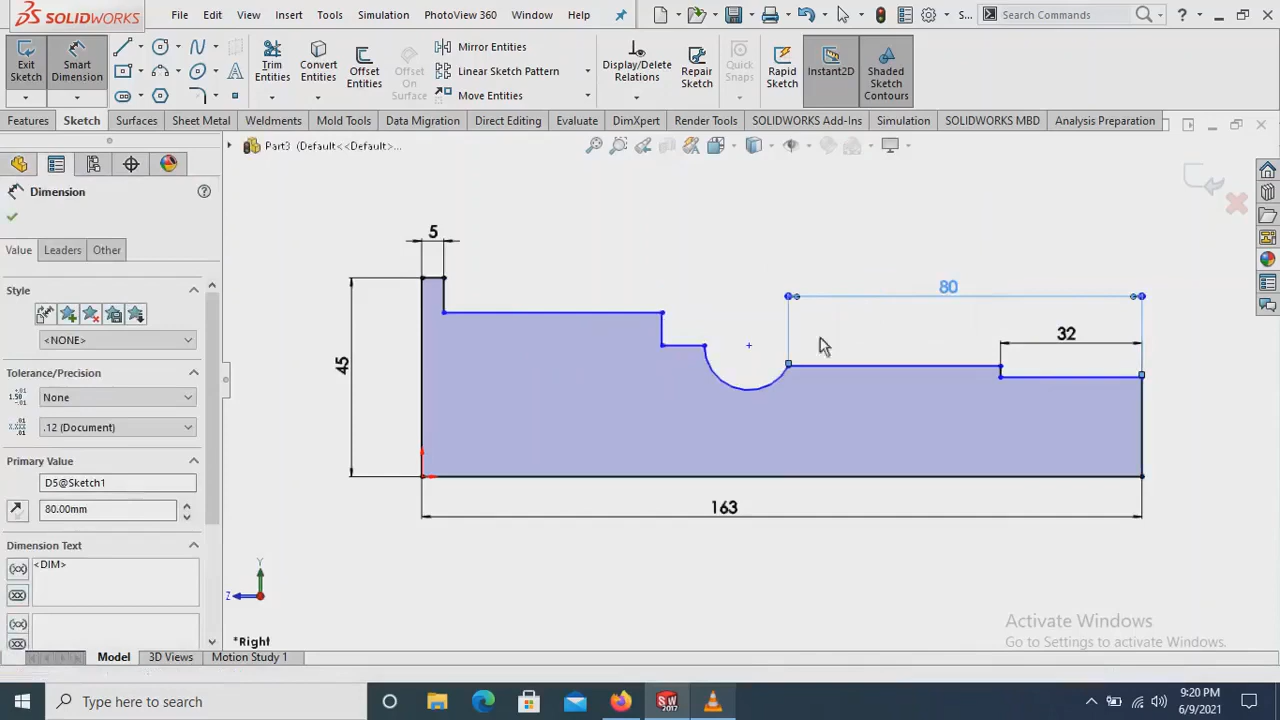 SOLIDWORKS File Edit View Insert Tools Simulation PhotoView 360 Window Help S... Search Commands ?
Exit Sketch Smart Dimension Trim Entities Convert Entities Offset Entities Offset On Surface Mirror Entities Linear Sketch Pattern Move Entities Display/Delete Relations Quick Snaps Repair Sketch Rapid Sketch Instant2D Shaded Sketch Contours
Features Sketch Surfaces Sheet Metal Weldments Mold Tools Data Migration Direct Editing Evaluate DimXpert Render Tools SOLIDWORKS Add-Ins Simulation SOLIDWORKS MBD Analysis Preparation
Part3 (Default<<Default>...
Dimension
Value Leaders Other
Style
<NONE>
Tolerance/Precision
None
.12 (Document)
Primary Value
D5@Sketch1
80.00mm
Dimension Text
<DIM>
5
80
32
45
163
Y
Z
*Right
Activate Windows
Go to Settings to activate Windows.
Model 3D Views Motion Study 1
Type here to search
SW 2017
9:20 PM
6/9/2021